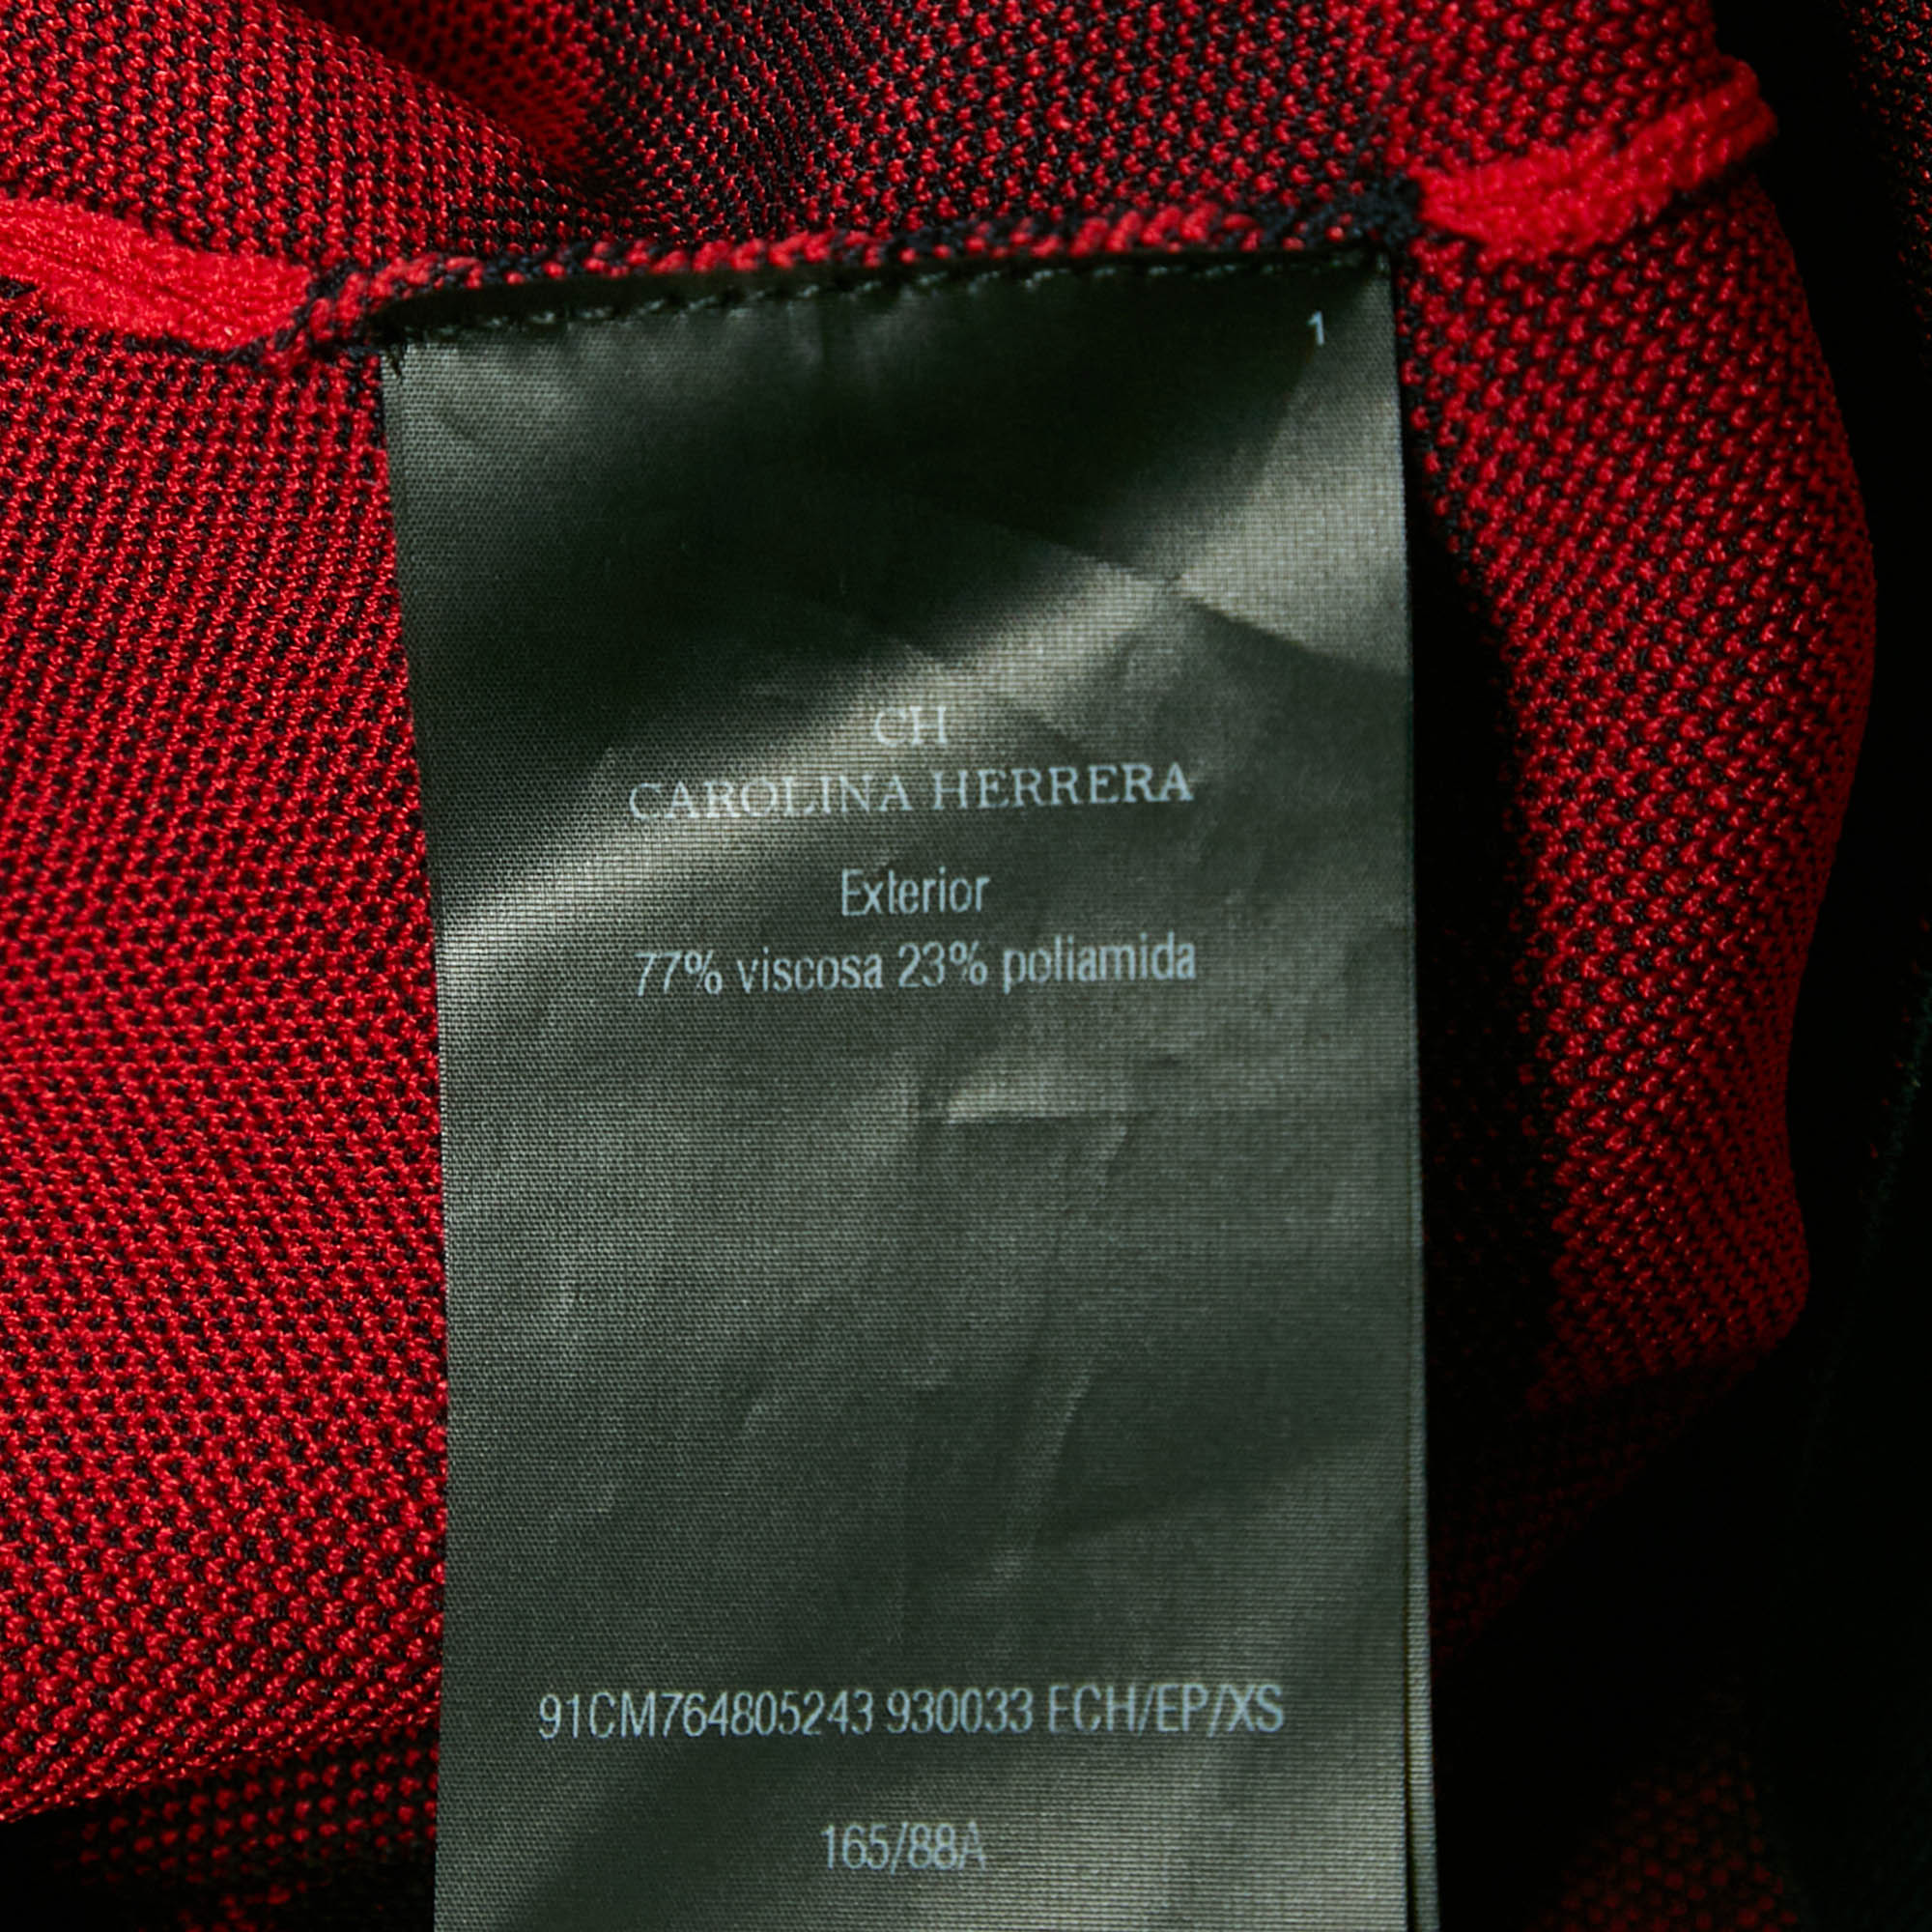 1
CH
CAROLINA HERRERA
Exterior
77% viscosa 23% poliamida
91CM764805243 930033 ECH/EP/XS
165/88A